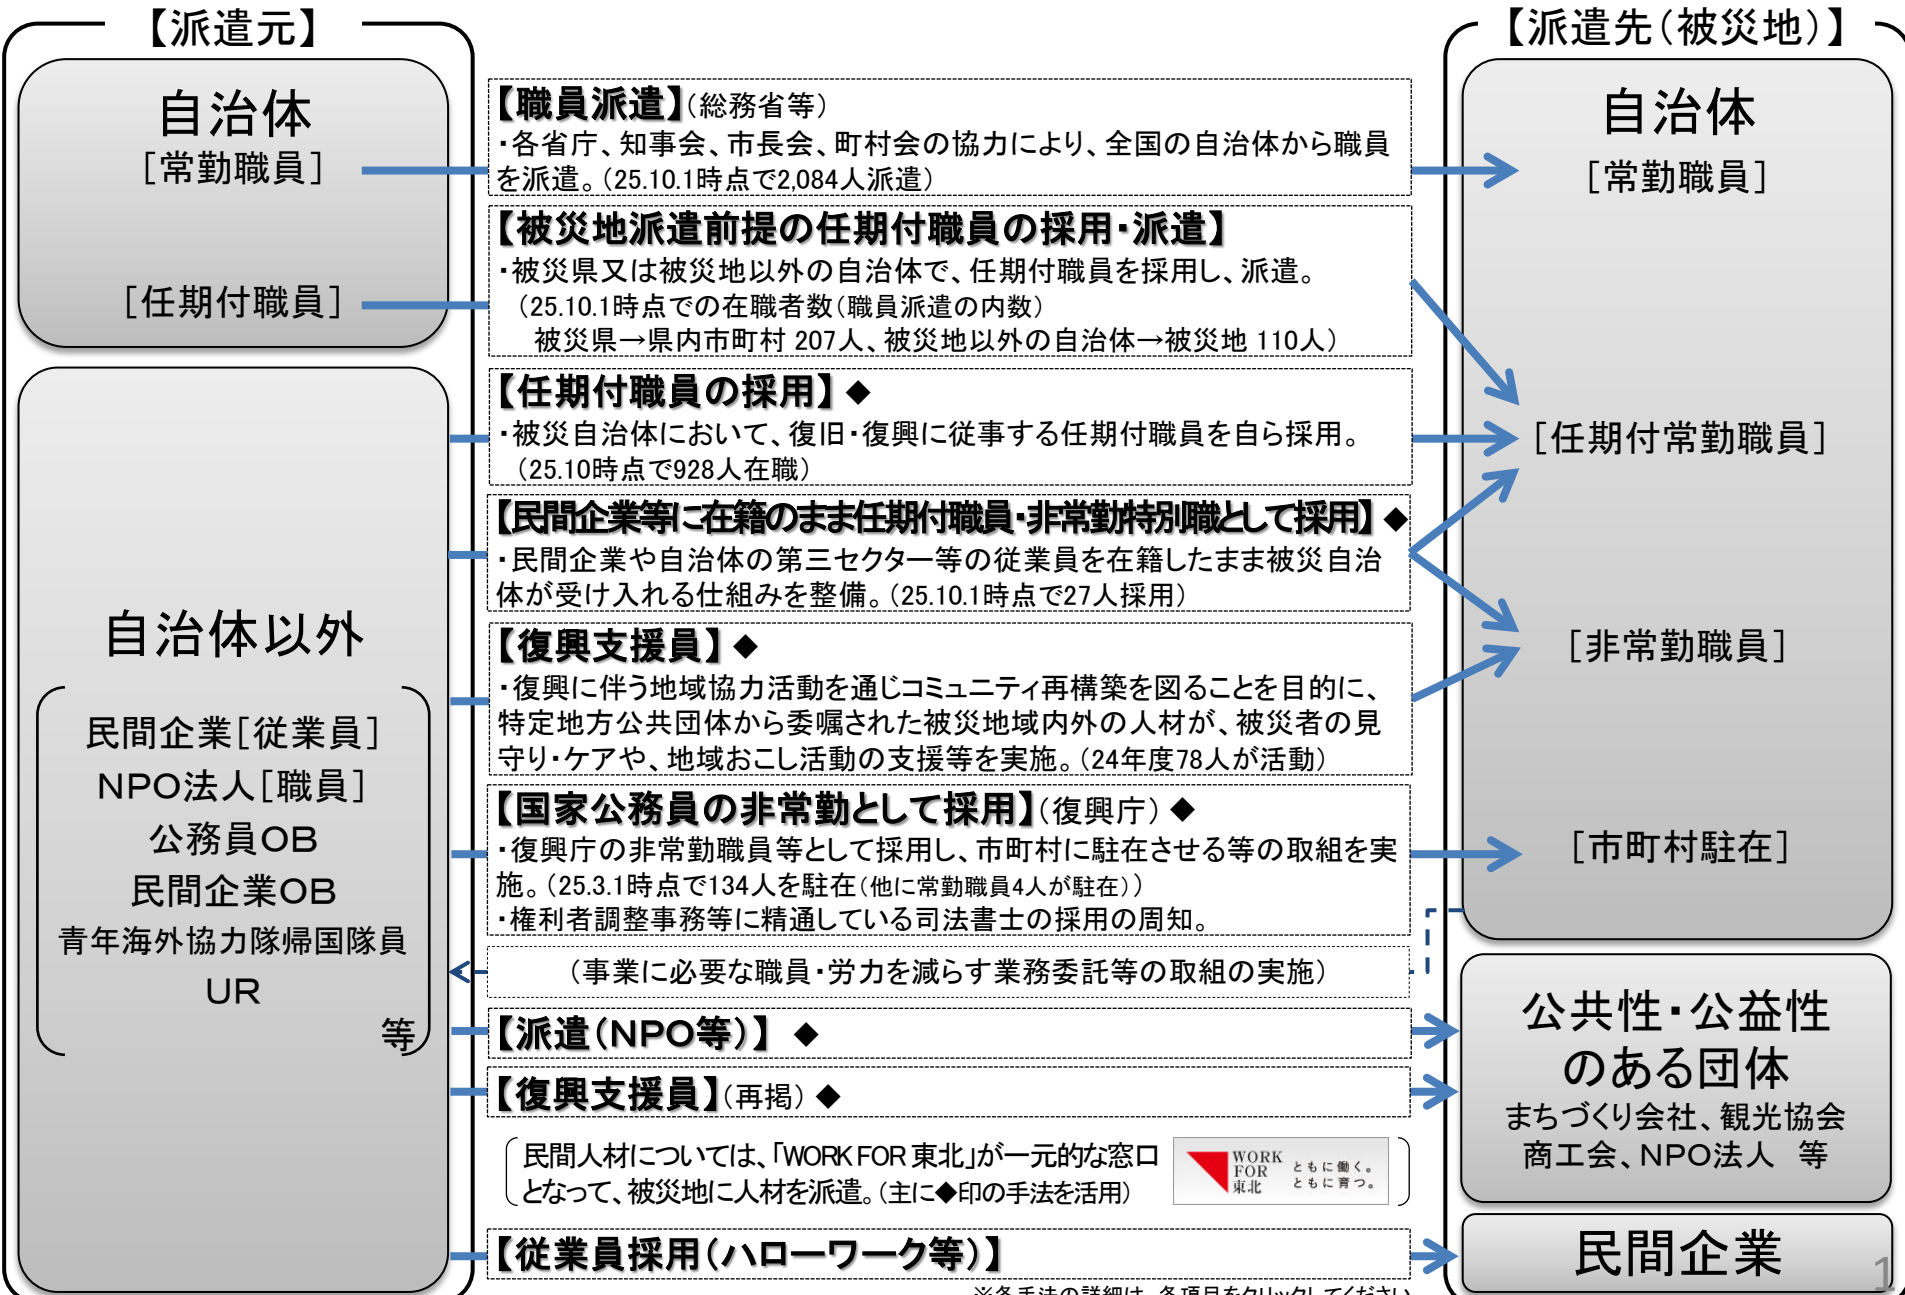 【派遣元】
自治体
[常勤職員]
[任期付職員]
自治体以外
民間企業[従業員]
NPO法人[職員]
公務員OB
民間企業OB
青年海外協力隊帰国隊員
UR
等
【職員派遣】(総務省等)
・各省庁、知事会、市長会、町村会の協力により、全国の自治体から職員
を派遣。(25.10.1時点で2,084人派遣)
【被災地派遣前提の任期付職員の採用・派遣】
・被災県又は被災地以外の自治体で、任期付職員を採用し、派遣。
(25.10.1時点での在職者数(職員派遣の内数)
被災県→県内市町村 207人、被災地以外の自治体→被災地 110人)
【任期付職員の採用】◆
・被災自治体において、復旧・復興に従事する任期付職員を自ら採用。
(25.10時点で928人在職)
【民間企業等に在籍のまま任期付職員・非常勤特別職として採用】◆
・民間企業や自治体の第三セクター等の従業員を在籍したまま被災自治
体が受け入れる仕組みを整備。(25.10.1時点で27人採用)
【復興支援員】◆
・復興に伴う地域協力活動を通じコミュニティ再構築を図ることを目的に、
特定地方公共団体から委嘱された被災地域内外の人材が、被災者の見
守り・ケアや、地域おこし活動の支援等を実施。(24年度78人が活動)
【国家公務員の非常勤として採用】(復興庁)◆
・復興庁の非常勤職員等として採用し、市町村に駐在させる等の取組を実
施。(25.3.1時点で134人を駐在(他に常勤職員4人が駐在))
・権利者調整事務等に精通している司法書士の採用の周知。
(事業に必要な職員・労力を減らす業務委託等の取組の実施)
【派遣(NPO等)】◆
【復興支援員】(再掲)◆
民間人材については、「WORK FOR 東北」が一元的な窓口
となって、被災地に人材を派遣。(主に◆印の手法を活用)
WORK
FOR
東北
ともに働く。
ともに育つ。
【従業員採用(ハローワーク等)】
※各手法の詳細は、各項目をクリックしてください
【派遣先(被災地)】
自治体
[常勤職員]
[任期付常勤職員]
[非常勤職員]
[市町村駐在]
公共性・公益性
のある団体
まちづくり会社、観光協会
商工会、NPO法人 等
民間企業
1